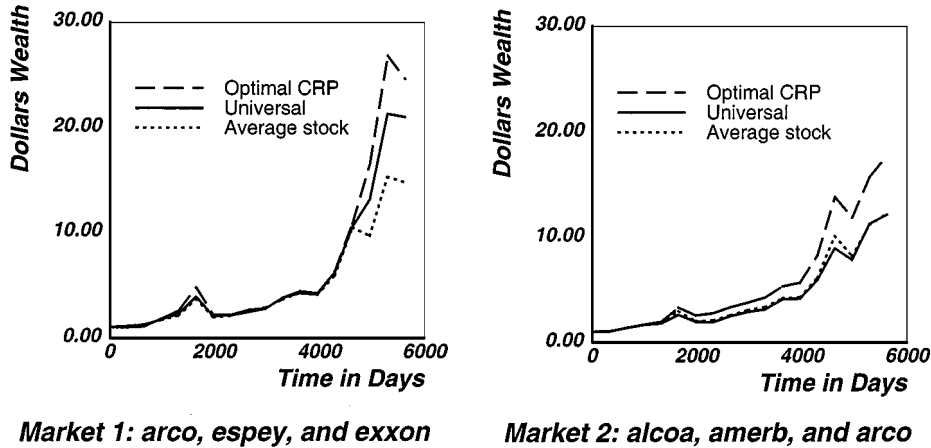 Dollars Wealth
30.00
20.00
10.00
0.00
Optimal CRP
Universal
Average stock
0
2000
4000
6000
Time in Days
Market 1: arco, espey, and exxon
Dollars Wealth
30.00
20.00
10.00
0.00
Optimal CRP
Universal
Average stock
0
2000
4000
6000
Time in Days
Market 2: alcoa, amerb, and arco